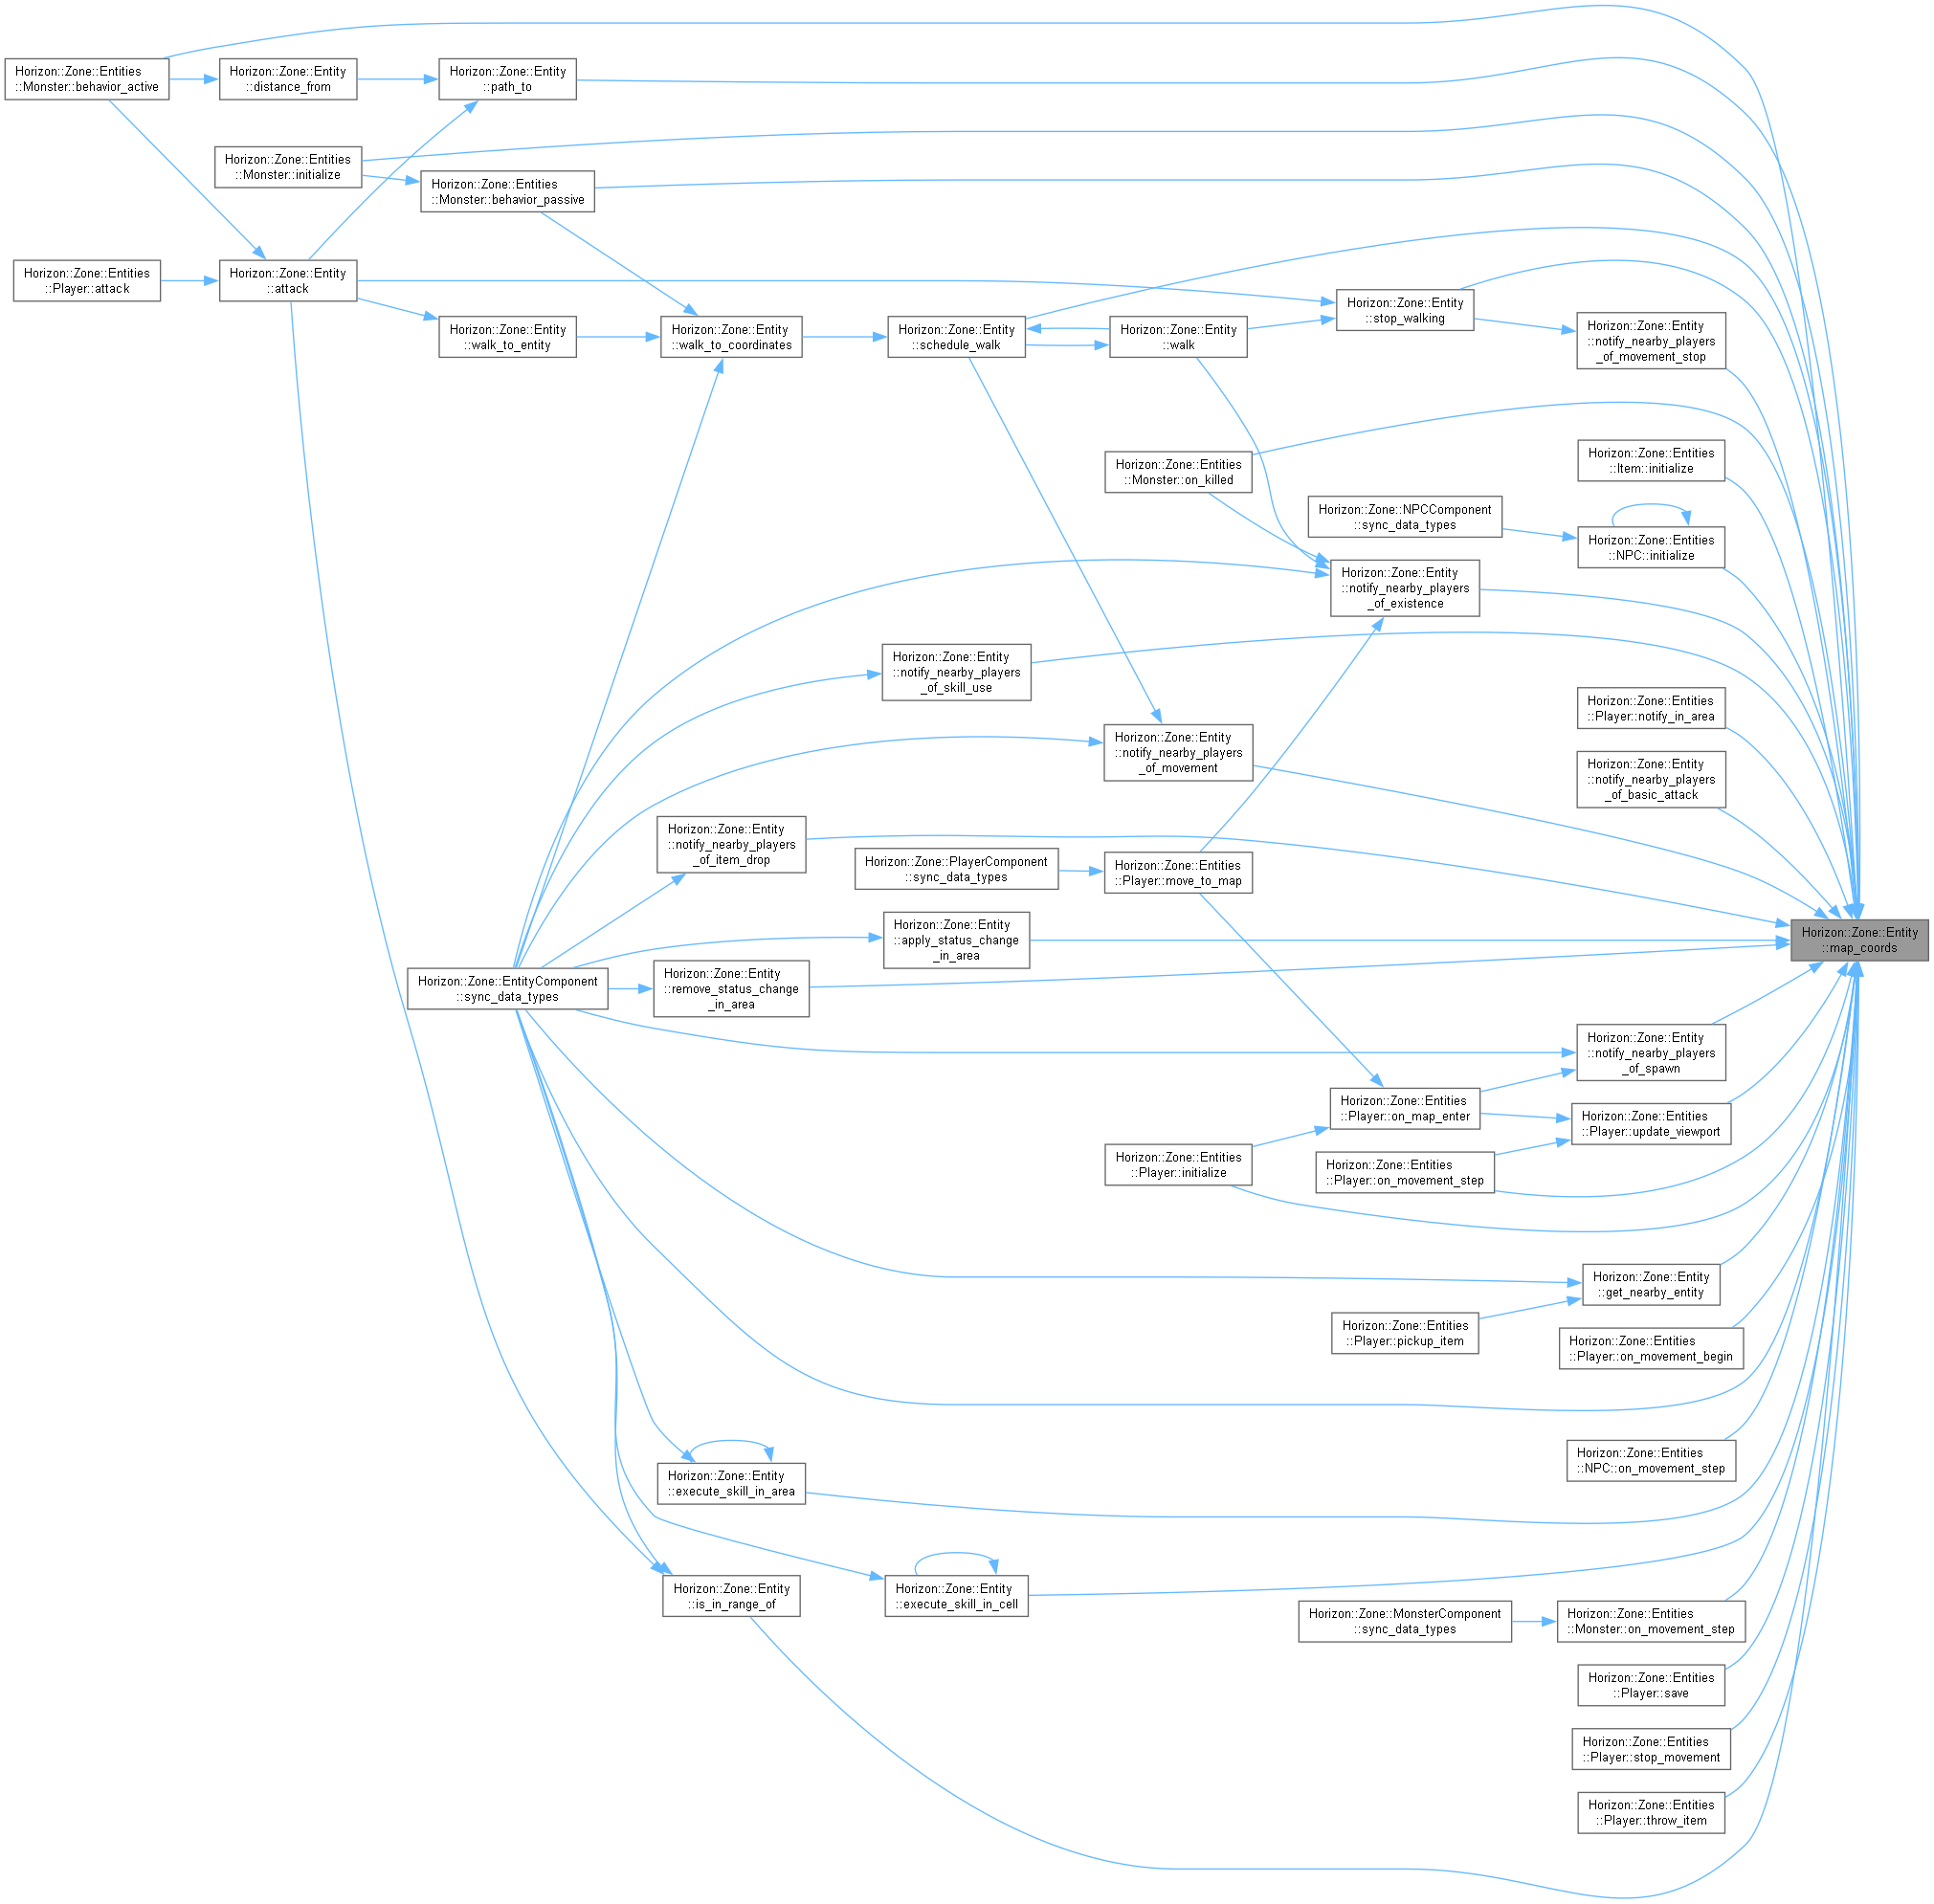 Horizon::Zone::Entities
::Monster::behavior_active
Horizon::Zone::Entity
::distance_from
Horizon::Zone::Entity
::path_to
Horizon::Zone::Entities
::Monster::initialize
Horizon::Zone::Entities
::Monster::behavior_passive
Horizon::Zone::Entities
::Player::attack
Horizon::Zone::Entity
::attack
Horizon::Zone::Entity
::walk_to_entity
Horizon::Zone::Entity
::walk_to_coordinates
Horizon::Zone::Entity
::schedule_walk
Horizon::Zone::Entity
::walk
Horizon::Zone::Entity
::stop_walking
Horizon::Zone::Entity
::notify_nearby_players
_of_movement_stop
Horizon::Zone::Entities
::Monster::on_killed
Horizon::Zone::Entities
::Item::initialize
Horizon::Zone::NPCComponent
::sync_data_types
Horizon::Zone::Entities
::NPC::initialize
Horizon::Zone::Entity
::notify_nearby_players
_of_existence
Horizon::Zone::Entity
::notify_nearby_players
_of_skill_use
Horizon::Zone::Entities
::Player::notify_in_area
Horizon::Zone::Entity
::notify_nearby_players
_of_movement
Horizon::Zone::Entity
::notify_nearby_players
_of_basic_attack
Horizon::Zone::Entity
::notify_nearby_players
_of_item_drop
Horizon::Zone::PlayerComponent
::sync_data_types
Horizon::Zone::Entities
::Player::move_to_map
Horizon::Zone::Entity
::map_coords
Horizon::Zone::Entity
::apply_status_change
_in_area
Horizon::Zone::EntityComponent
::sync_data_types
Horizon::Zone::Entity
::remove_status_change
_in_area
Horizon::Zone::Entity
::notify_nearby_players
_of_spawn
Horizon::Zone::Entities
::Player::on_map_enter
Horizon::Zone::Entities
::Player::update_viewport
Horizon::Zone::Entities
::Player::initialize
Horizon::Zone::Entities
::Player::on_movement_step
Horizon::Zone::Entity
::get_nearby_entity
Horizon::Zone::Entities
::Player::pickup_item
Horizon::Zone::Entities
::Player::on_movement_begin
Horizon::Zone::Entities
::NPC::on_movement_step
Horizon::Zone::Entity
::execute_skill_in_area
Horizon::Zone::Entity
::is_in_range_of
Horizon::Zone::Entity
::execute_skill_in_cell
Horizon::Zone::MonsterComponent
::sync_data_types
Horizon::Zone::Entities
::Monster::on_movement_step
Horizon::Zone::Entities
::Player::save
Horizon::Zone::Entities
::Player::stop_movement
Horizon::Zone::Entities
::Player::throw_item